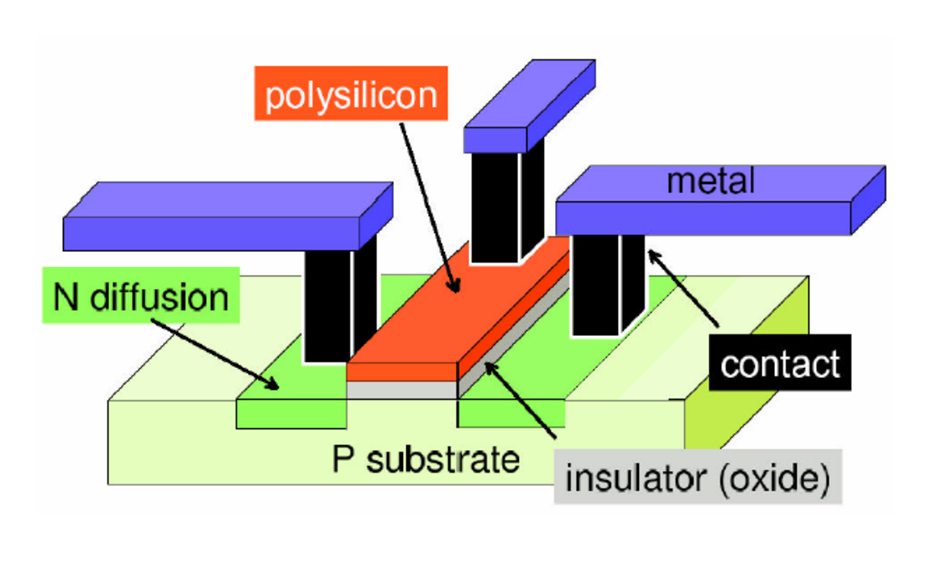 polysilicon
metal
N diffusion
contact
P substrate
insulator (oxide)